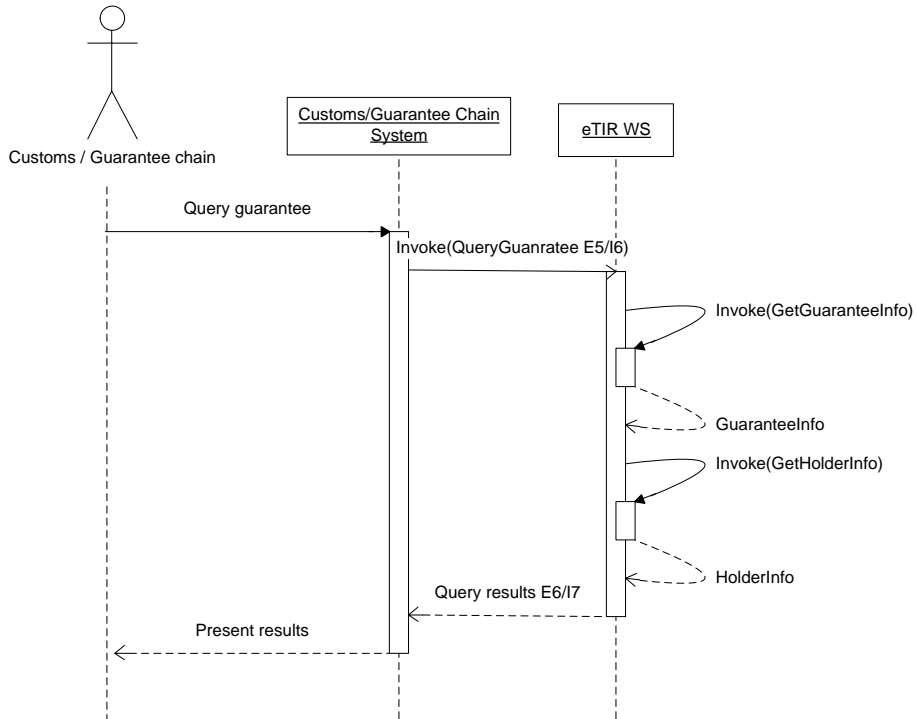 Customs/Guarantee Chain
System
eTIR WS
Customs / Guarantee chain
Query guarantee
Invoke(QueryGuanratee E5/I6)
Invoke(GetGuaranteeInfo)
GuaranteeInfo
Invoke(GetHolderInfo)
HolderInfo
Query results E6/I7
Present results